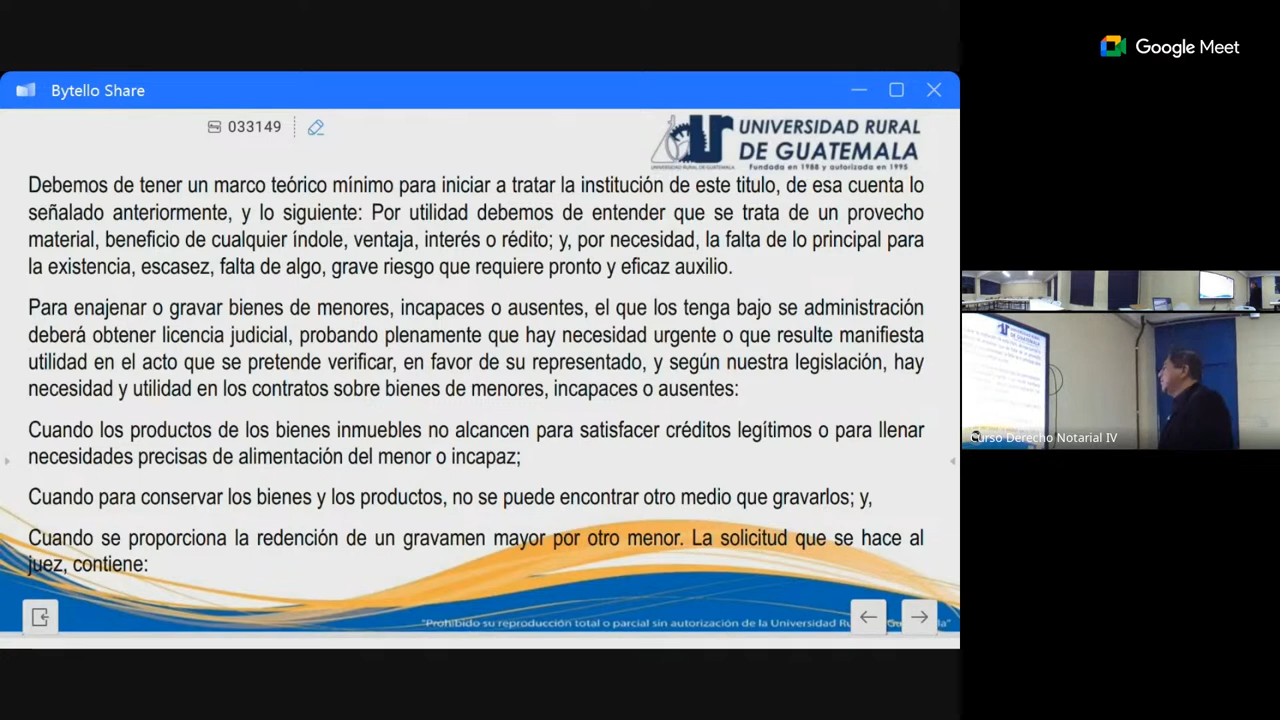 Google Meet
Bytello Share
033149
UNIVERSIDAD RURAL
DE GUATEMALA
Fundada en 1988 y autorizada en 1995
Debemos de tener un marco teórico mínimo para iniciar a tratar la institución de este titulo, de esa cuenta lo
señalado anteriormente, y lo siguiente: Por utilidad debemos de entender que se trata de un provecho
material, beneficio de cualquier índole, ventaja, interés o rédito; y, por necesidad, la falta de lo principal para
la existencia, escasez, falta de algo, grave riesgo que requiere pronto y eficaz auxilio.
Para enajenar o gravar bienes de menores, incapaces o ausentes, el que los tenga bajo se administración
deberá obtener licencia judicial, probando plenamente que hay necesidad urgente o que resulte manifiesta
utilidad en el acto que se pretende verificar, en favor de su representado, y según nuestra legislación, hay
necesidad y utilidad en los contratos sobre bienes de menores, incapaces o ausentes:
Cuando los productos de los bienes inmuebles no alcancen para satisfacer créditos legítimos o para llenar
necesidades precisas de alimentación del menor o incapaz;
Cuando para conservar los bienes y los productos, no se puede encontrar otro medio que gravarlos; y,
Cuando se proporciona la redención de un gravamen mayor por otro menor. La solicitud que se hace al
juez, contiene:
"Prohibido su reproducción total o parcial sin autorización de la Universidad
Curso Derecho Notarial IV